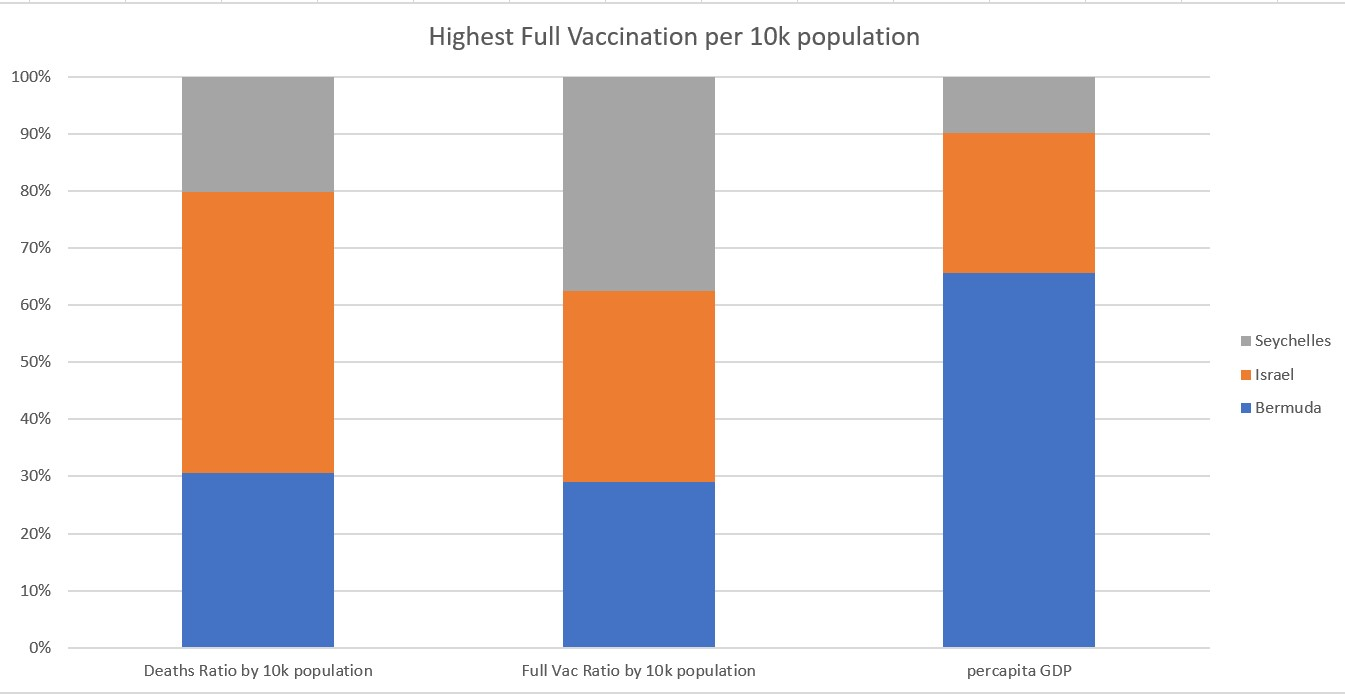 Highest Full Vaccination per 10k population
100%
90%
80%
70%
60%
50%
40%
30%
20%
10%
0%
Deaths Ratio by 10k population
Full Vac Ratio by 10k population
percapita GDP
Seychelles
Israel
Bermuda